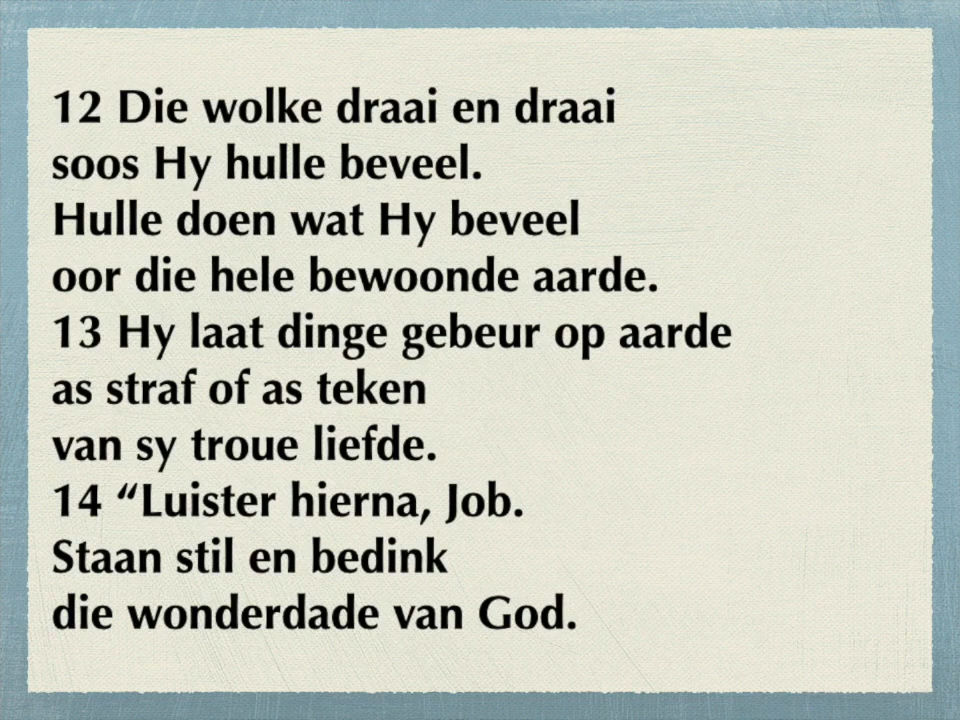 12 Die wolke draai en draai
soos Hy hulle beveel.
Hulle doen wat Hy beveel
oor die hele bewoonde aarde.
13 Hy laat dinge gebeur op aarde
as straf of as teken
van sy troue liefde.
14 “Luister hierna, Job.
Staan stil en bedink
die wonderdade van God.